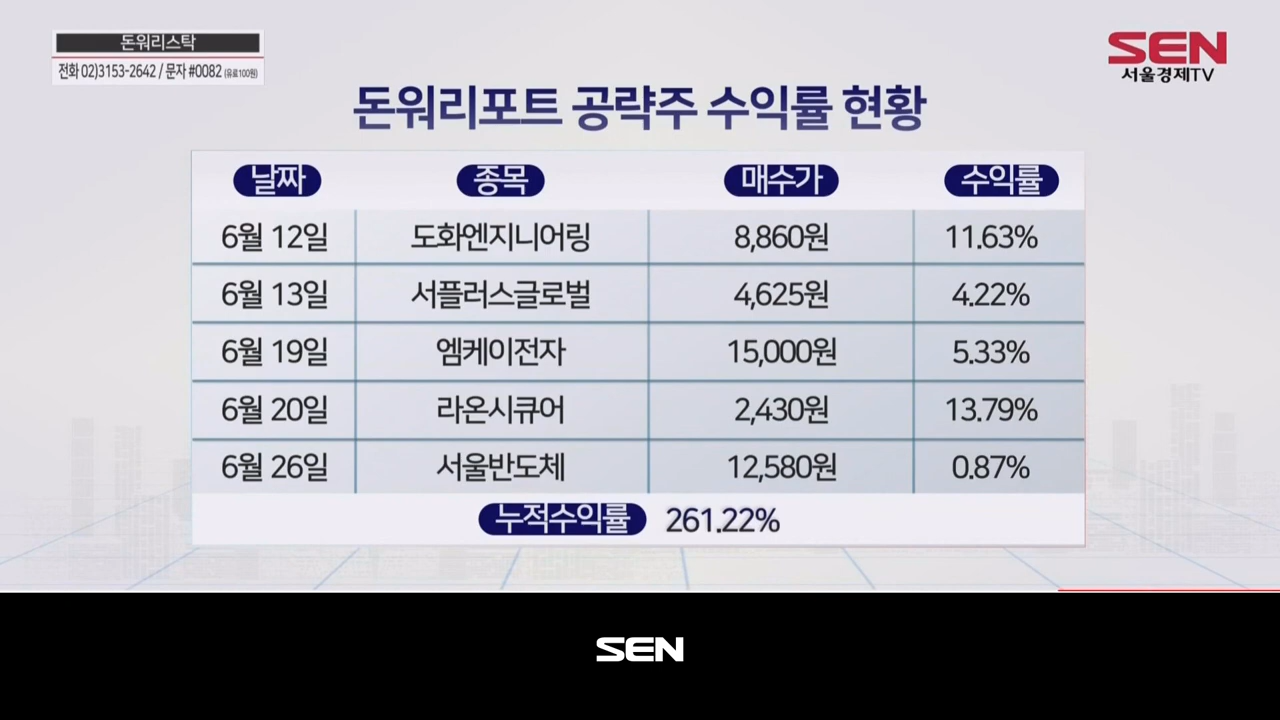 돈워리스탁
전화 02)3153-2642 / 문자 #0082 (유료100원)
SEN
서울경제TV
돈워리포트 공략주 수익률 현황
날짜 종목 매수가 수익률
6월 12일 도화엔지니어링 8,860원 11.63%
6월 13일 서플러스글로벌 4,625원 4.22%
6월 19일 엠케이전자 15,000원 5.33%
6월 20일 라온시큐어 2,430원 13.79%
6월 26일 서울반도체 12,580원 0.87%
누적수익률 261.22%
SEN